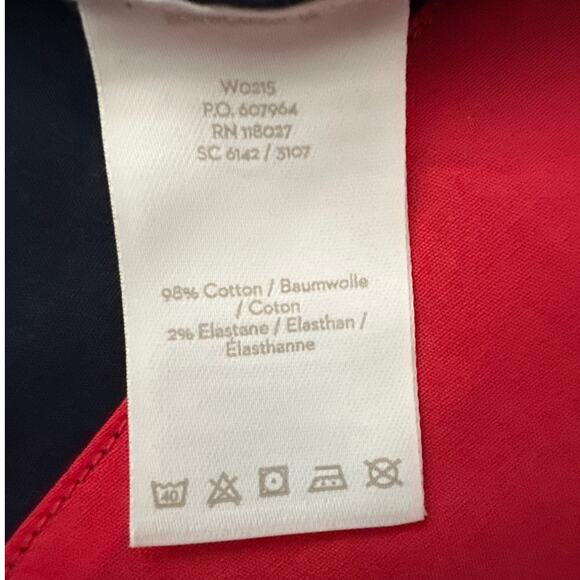 W0215
P.O. 607964
RN 118027
SC 6142 / 3107
98% Cotton / Baumwolle
/ Coton
2% Elastane / Elasthan /
Élasthanne
40